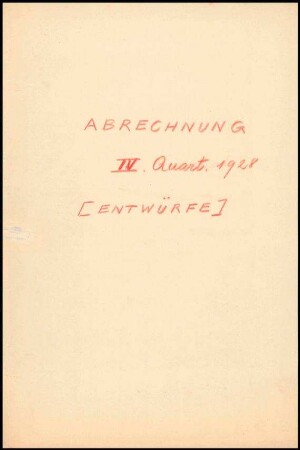 ABRECHNUNG
IV. Quart. 1928
[ENTWÜRFE]